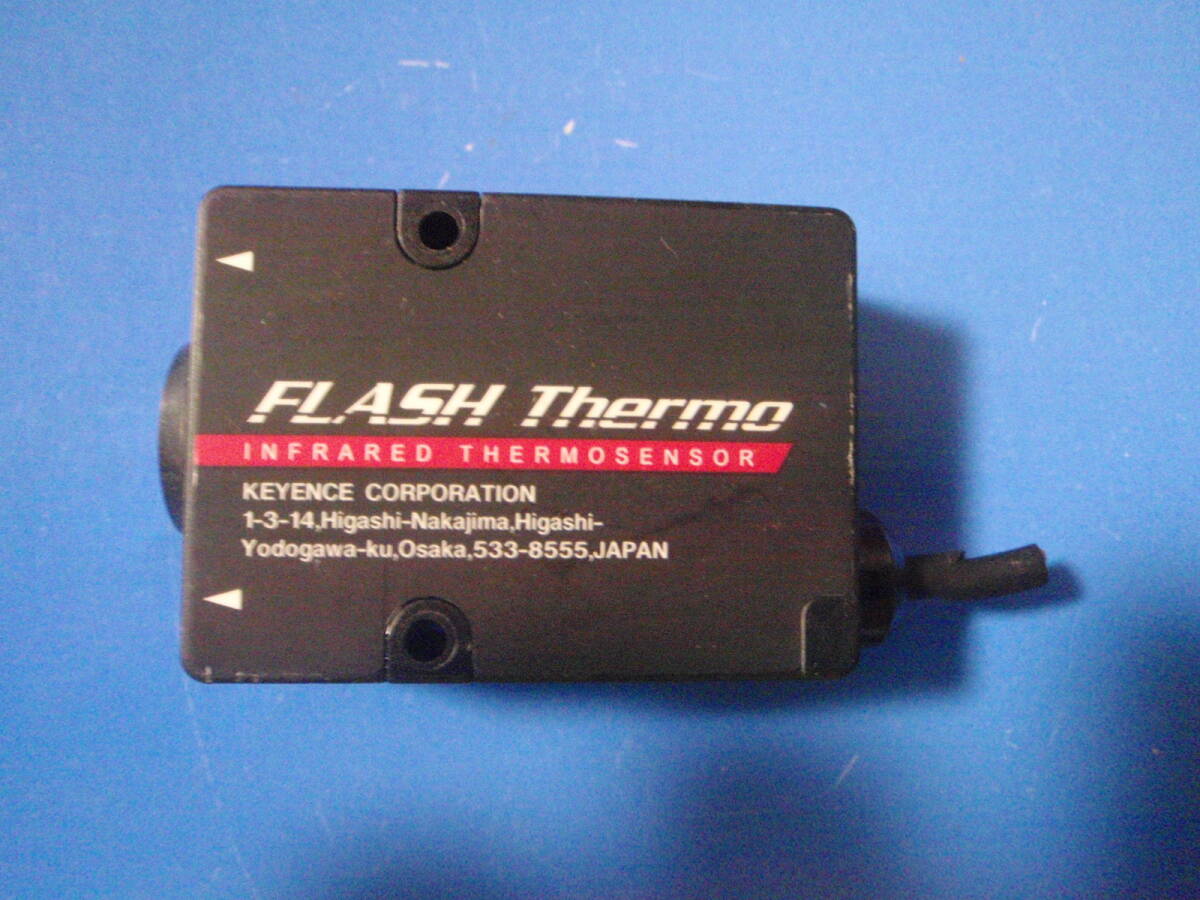 FLASH Thermo
INFRARED THERMOSENSOR
KEYENCE CORPORATION
1-3-14,Higashi-Nakajima,Higashi-
Yodogawa-ku,Osaka,533-8555,JAPAN